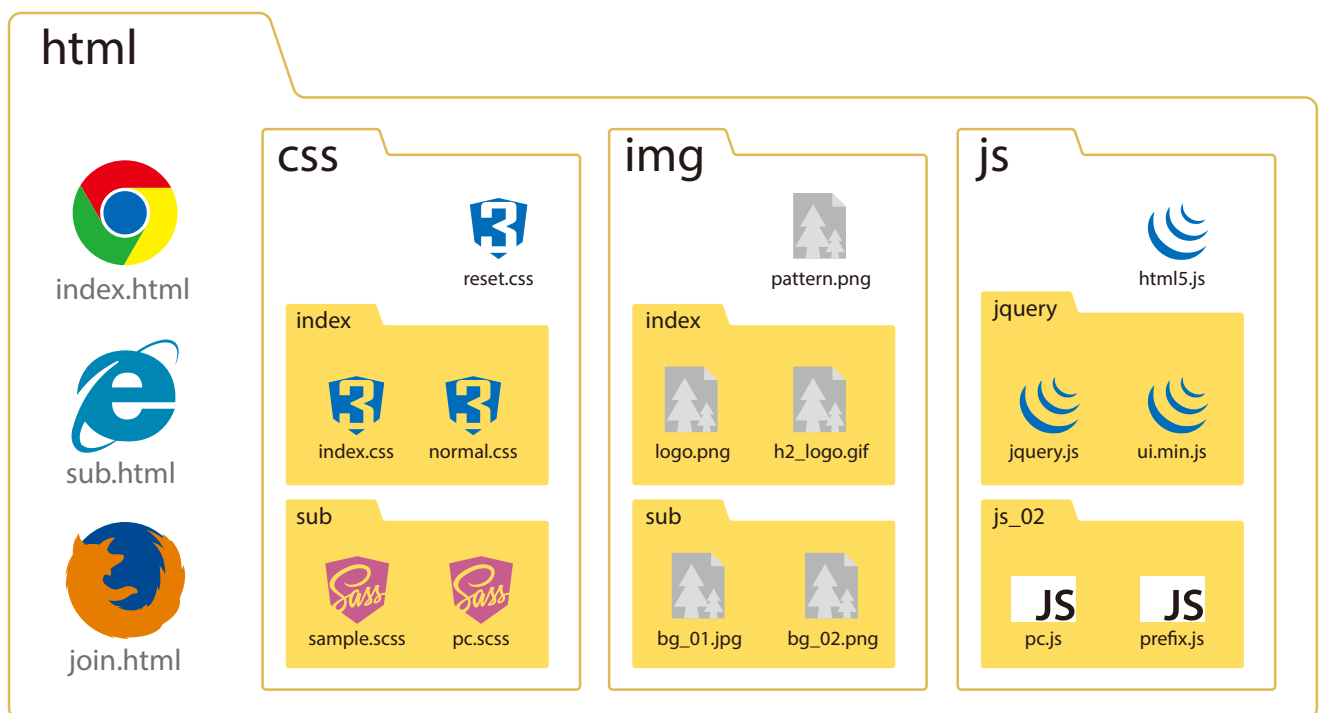 html
index.html
sub.html
join.html
css
reset.css
index
index.css normal.css
sub
Sass Sass
sample.scss pc.scss
img
pattern.png
index
logo.png h2_logo.gif
sub
bg_01.jpg bg_02.png
js
html5.js
jquery
jquery.js ui.min.js
js_02
JS JS
pc.js prefix.js